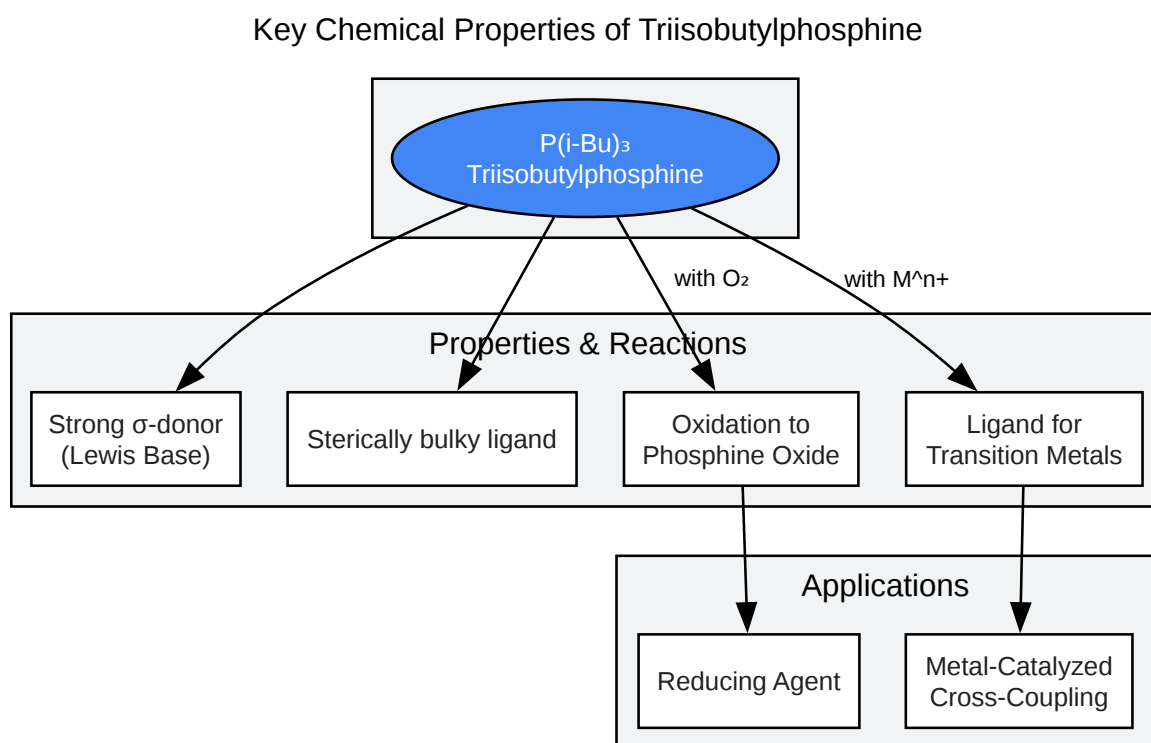 Key Chemical Properties of Triisobutylphosphine
P(i-Bu)₃
Triisobutylphosphine
with O₂
with M^n+
Properties & Reactions
Strong σ-donor
(Lewis Base)
Sterically bulky ligand
Oxidation to
Phosphine Oxide
Ligand for
Transition Metals
Applications
Reducing Agent
Metal-Catalyzed
Cross-Coupling